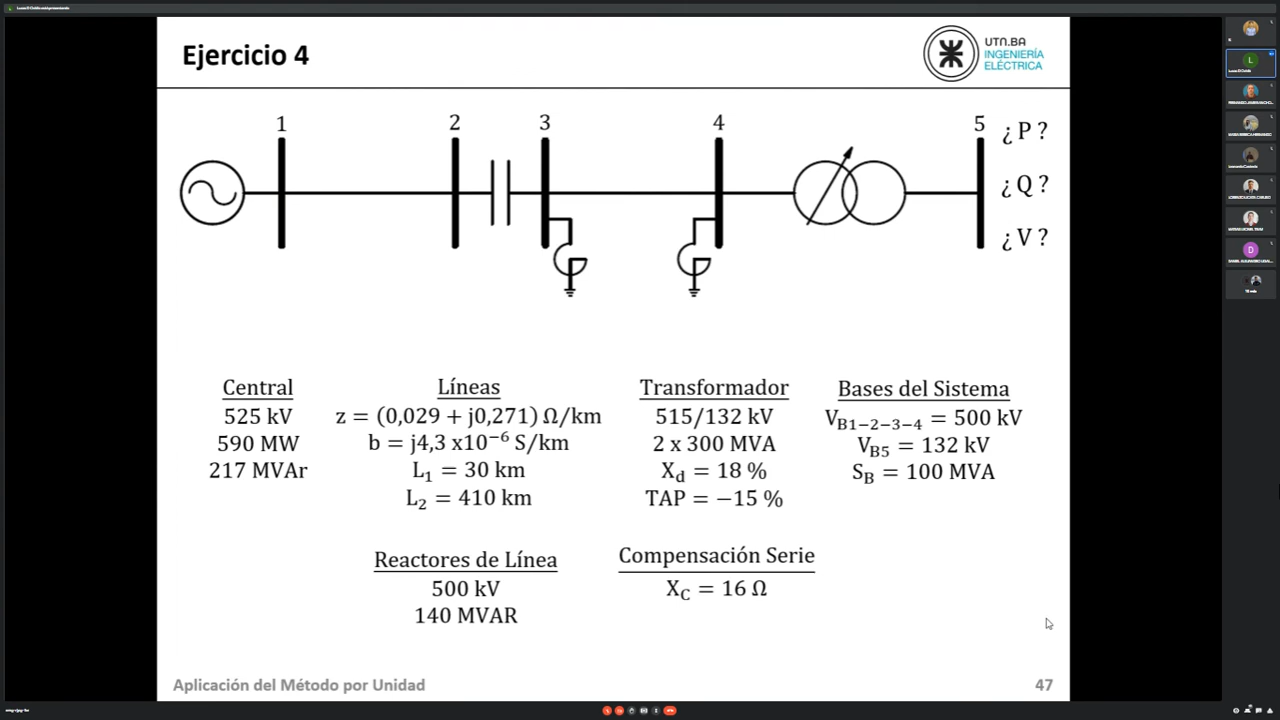 Ejercicio 4
UTN.BA
INGENIERÍA
ELÉCTRICA
1
2
3
4
5
¿ P ?
¿ Q ?
¿ V ?
Central
525 kV
590 MW
217 MVAr
Líneas
z = (0,029 + j0,271) Ω/km
b = j4,3 x10⁻⁶ S/km
L₁ = 30 km
L₂ = 410 km
Transformador
515/132 kV
2 x 300 MVA
X_d = 18 %
TAP = −15 %
Bases del Sistema
V_B1−2−3−4 = 500 kV
V_B5 = 132 kV
S_B = 100 MVA
Reactores de Línea
500 kV
140 MVAR
Compensación Serie
X_C = 16 Ω
Aplicación del Método por Unidad
47
L
D